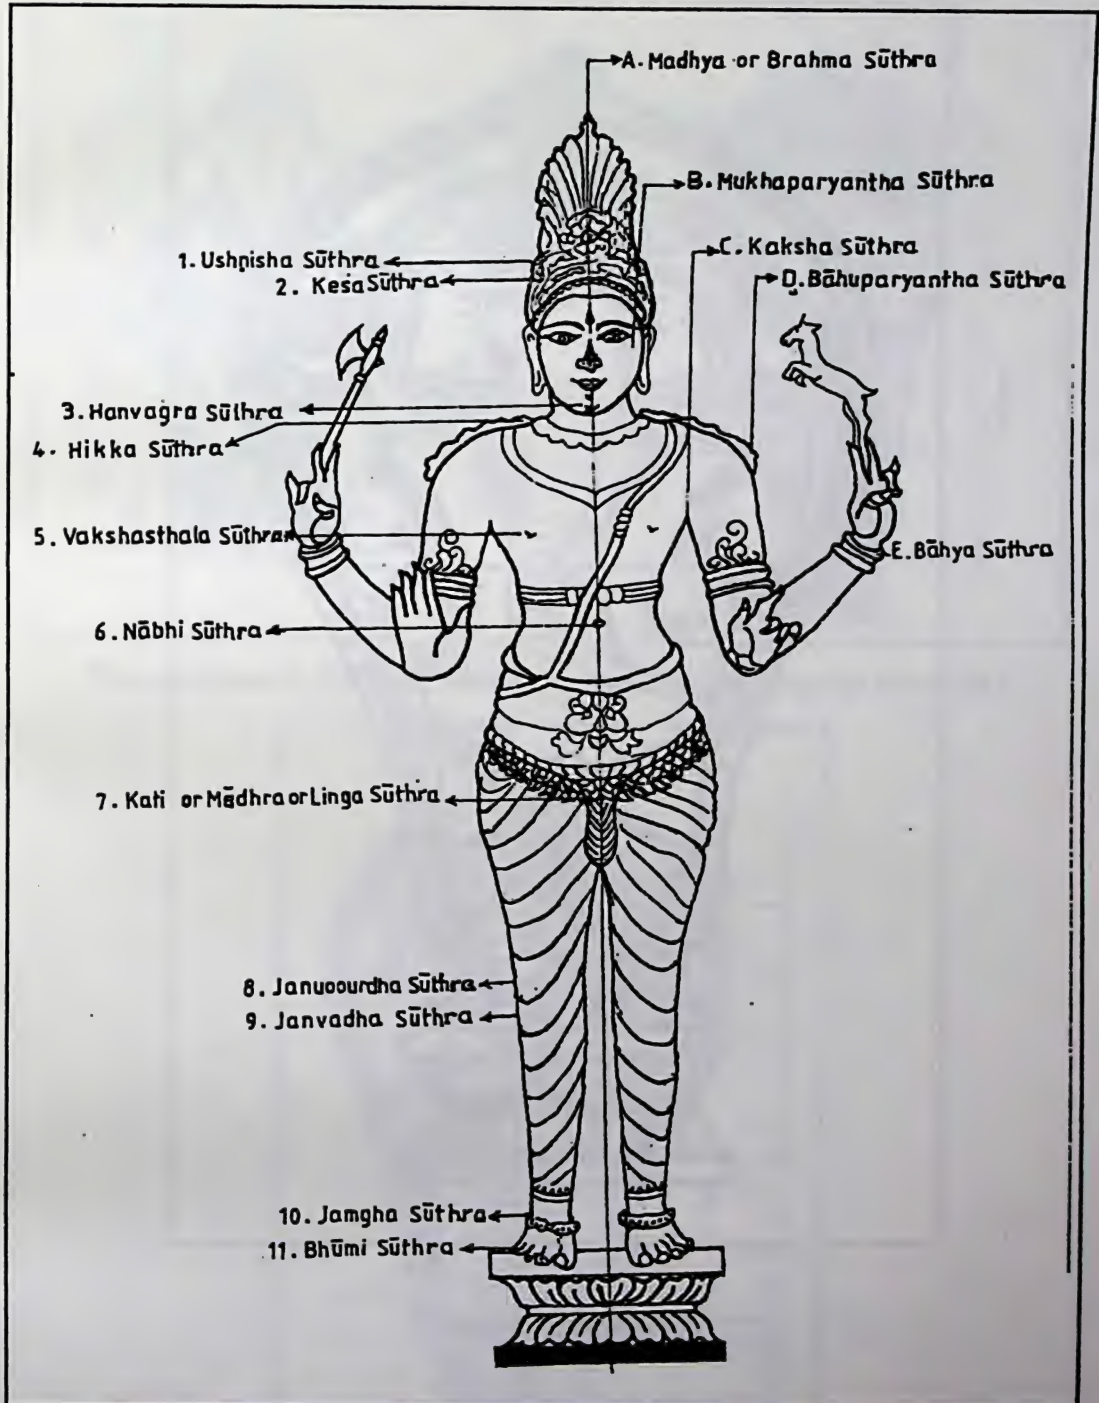 A. Madhya or Brahma Sūthra
B. Mukhaparyantha Sūthra
C. Kaksha Sūthra
1. Ushnisha Sūthra
2. Keśa Sūthra
D. Bāhuparyantha Sūthra
3. Hanvagra Sūthra
4. Hikka Sūthra
5. Vakshasthala Sūthra
E. Bāhya Sūthra
6. Nābhi Sūthra
7. Kati or Mēdhra or Linga Sūthra
8. Januoourdha Sūthra
9. Janvadha Sūthra
10. Jamgha Sūthra
11. Bhūmi Sūthra